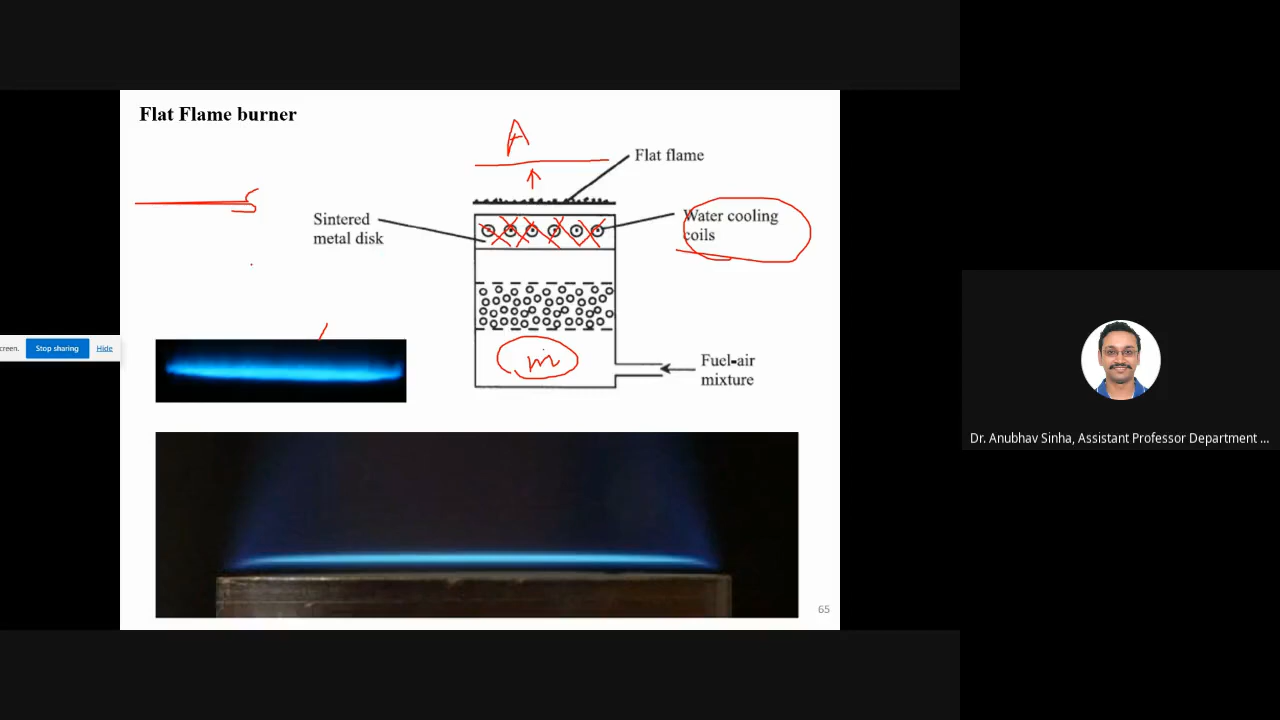 Flat Flame burner
A
Flat flame
Sintered
metal disk
Water cooling
coils
creen.
Stop sharing
Hide
ṁ
Fuel-air
mixture
Dr. Anubhav Sinha, Assistant Professor Department ...
65